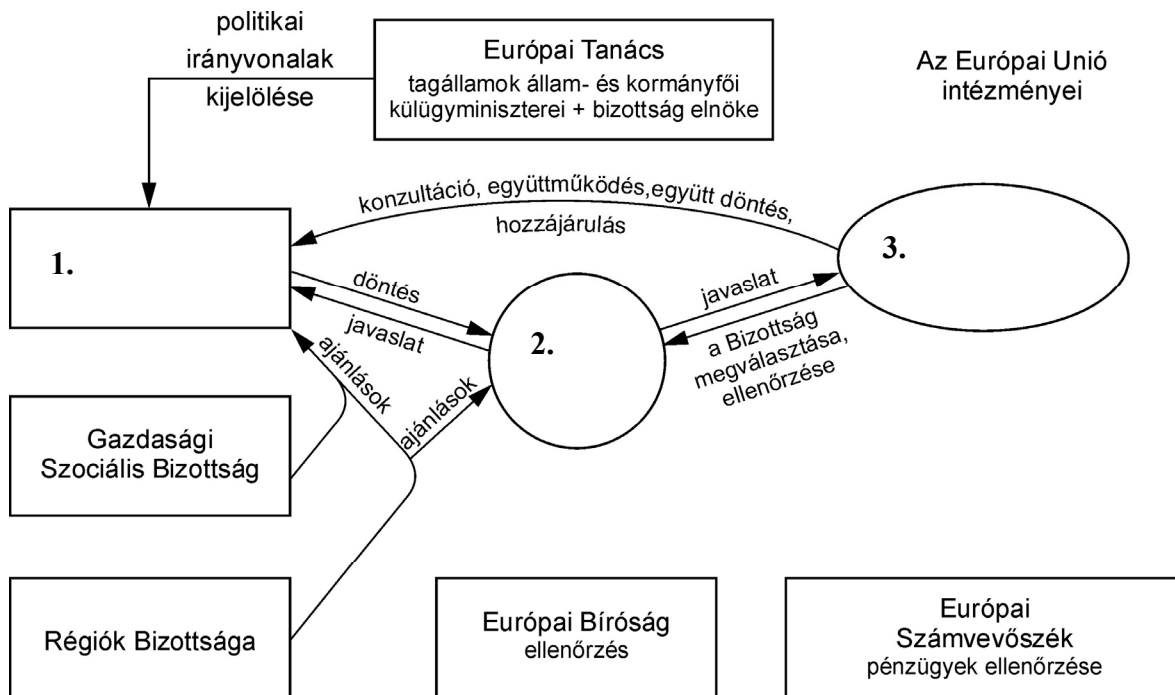 politikai
irányvonalak
kijelölése
Európai Tanács
tagállamok állam- és kormányfői
külügyminiszterei + bizottság elnöke
Az Európai Unió
intézményei
konzultáció, együttműködés,együtt döntés,
hozzájárulás
1.
döntés
javaslat
2.
javaslat
a Bizottság
megválasztása,
ellenőrzése
3.
ajánlások
ajánlások
Gazdasági
Szociális Bizottság
Régiók Bizottsága
Európai Bíróság
ellenőrzés
Európai
Számvevőszék
pénzügyek ellenőrzése